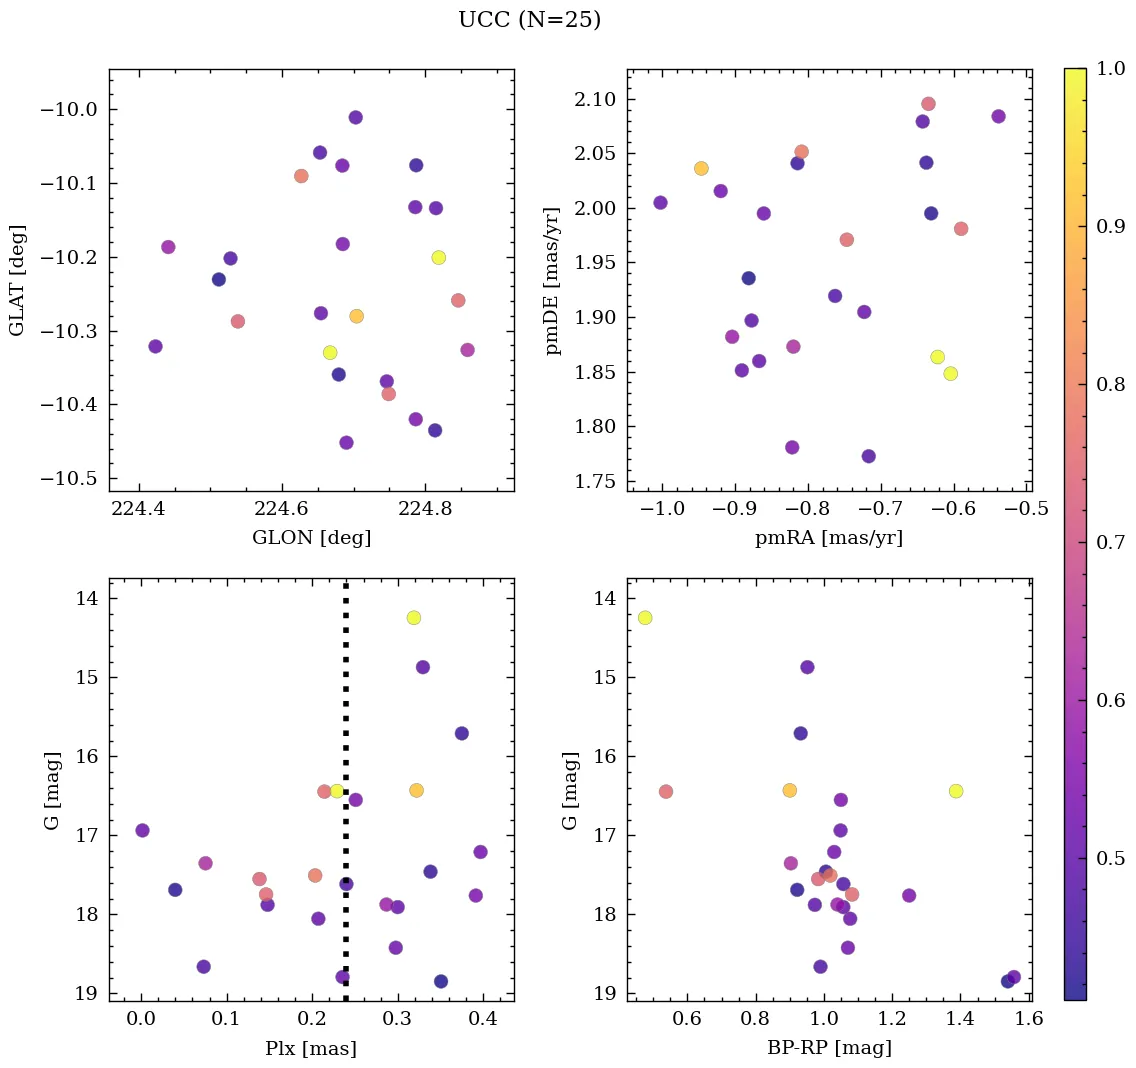 UCC (N=25)
−10.0
−10.1
−10.2
−10.3
−10.4
−10.5
GLAT [deg]
224.4 224.6 224.8
GLON [deg]
2.10
2.05
2.00
1.95
1.90
1.85
1.80
1.75
pmDE [mas/yr]
−1.0 −0.9 −0.8 −0.7 −0.6 −0.5
pmRA [mas/yr]
14
15
16
17
18
19
G [mag]
0.0 0.1 0.2 0.3 0.4
Plx [mas]
14
15
16
17
18
19
G [mag]
0.6 0.8 1.0 1.2 1.4 1.6
BP-RP [mag]
1.0
0.9
0.8
0.7
0.6
0.5